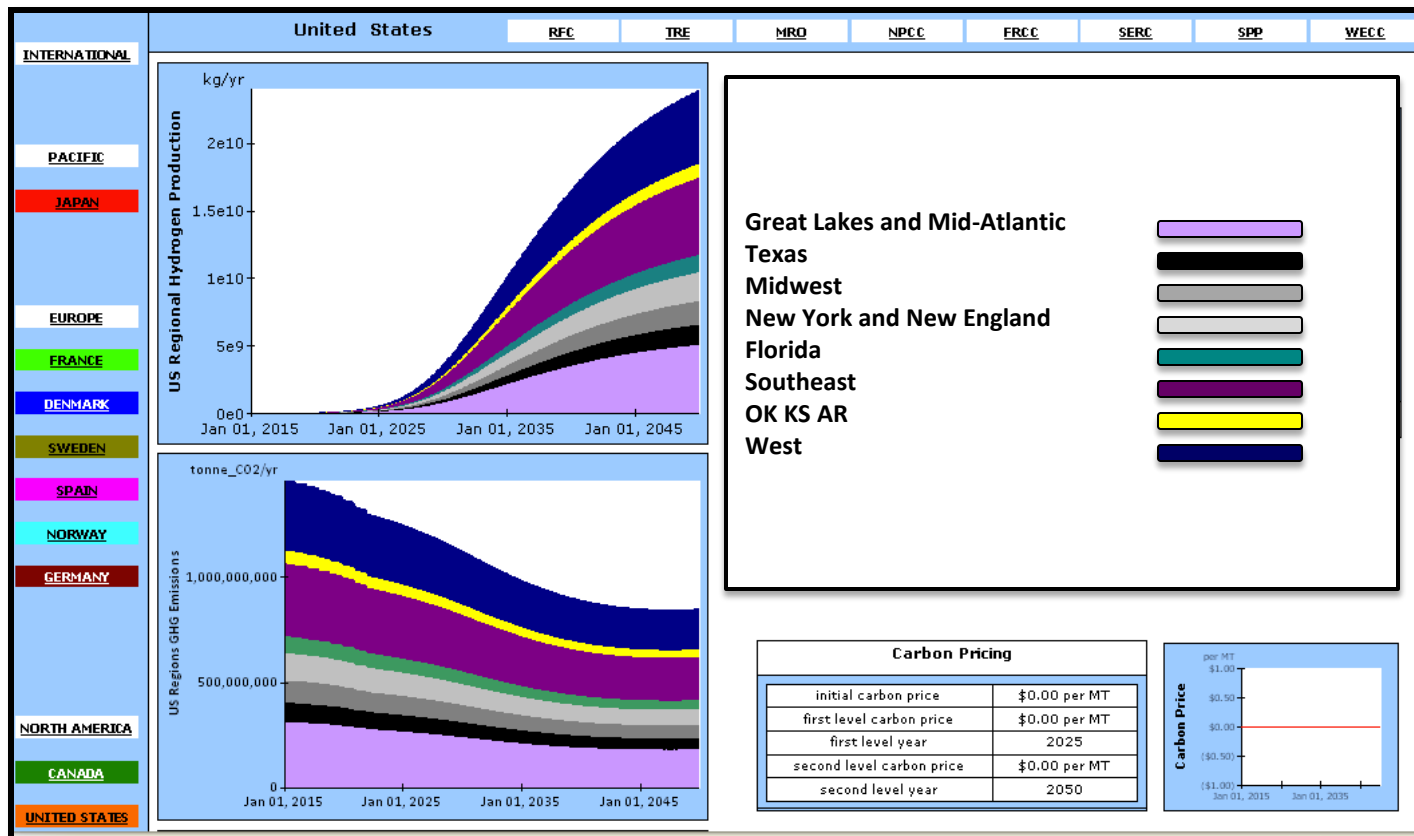 United States
RFC
TRE
MRO
NPCC
FRCC
SERC
SPP
WECC
INTERNATIONAL
PACIFIC
JAPAN
EUROPE
FRANCE
DENMARK
SWEDEN
SPAIN
NORWAY
GERMANY
NORTH AMERICA
CANADA
UNITED STATES
kg/yr
US Regional Hydrogen Production
2e10
1.5e10
1e10
5e9
0e0
Jan 01, 2015 Jan 01, 2025 Jan 01, 2035 Jan 01, 2045
tonne_CO2/yr
US Regions GHG Emissions
1,000,000,000
500,000,000
0
Jan 01, 2015 Jan 01, 2025 Jan 01, 2035 Jan 01, 2045
Great Lakes and Mid-Atlantic
Texas
Midwest
New York and New England
Florida
Southeast
OK KS AR
West
Carbon Pricing
initial carbon price $0.00 per MT
first level carbon price $0.00 per MT
first level year 2025
second level carbon price $0.00 per MT
second level year 2050
per MT
Carbon Price
$1.00
$0.50
$0.00
($0.50)
($1.00)
Jan 01, 2015 Jan 01, 2035